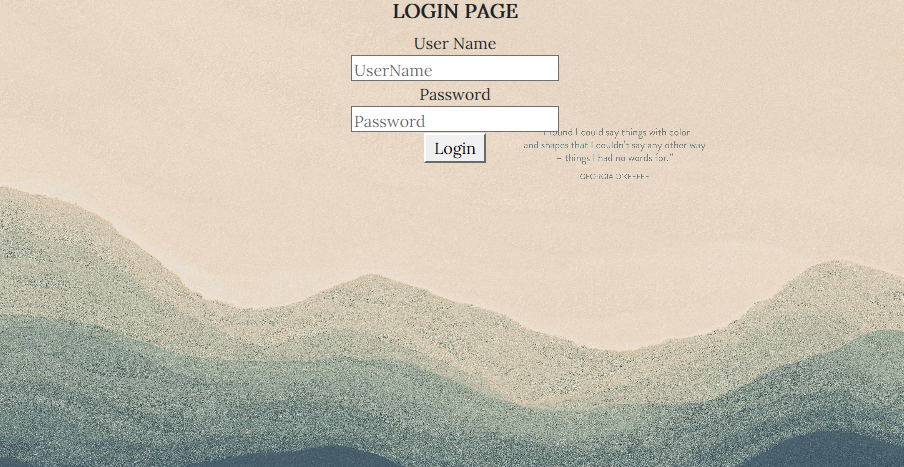 LOGIN PAGE
User Name
UserName
Password
Password
Login
found I could say things with color
and shapes that I couldn't say any other way
– things I had no words for."
GEORGIA O'KEEFFE